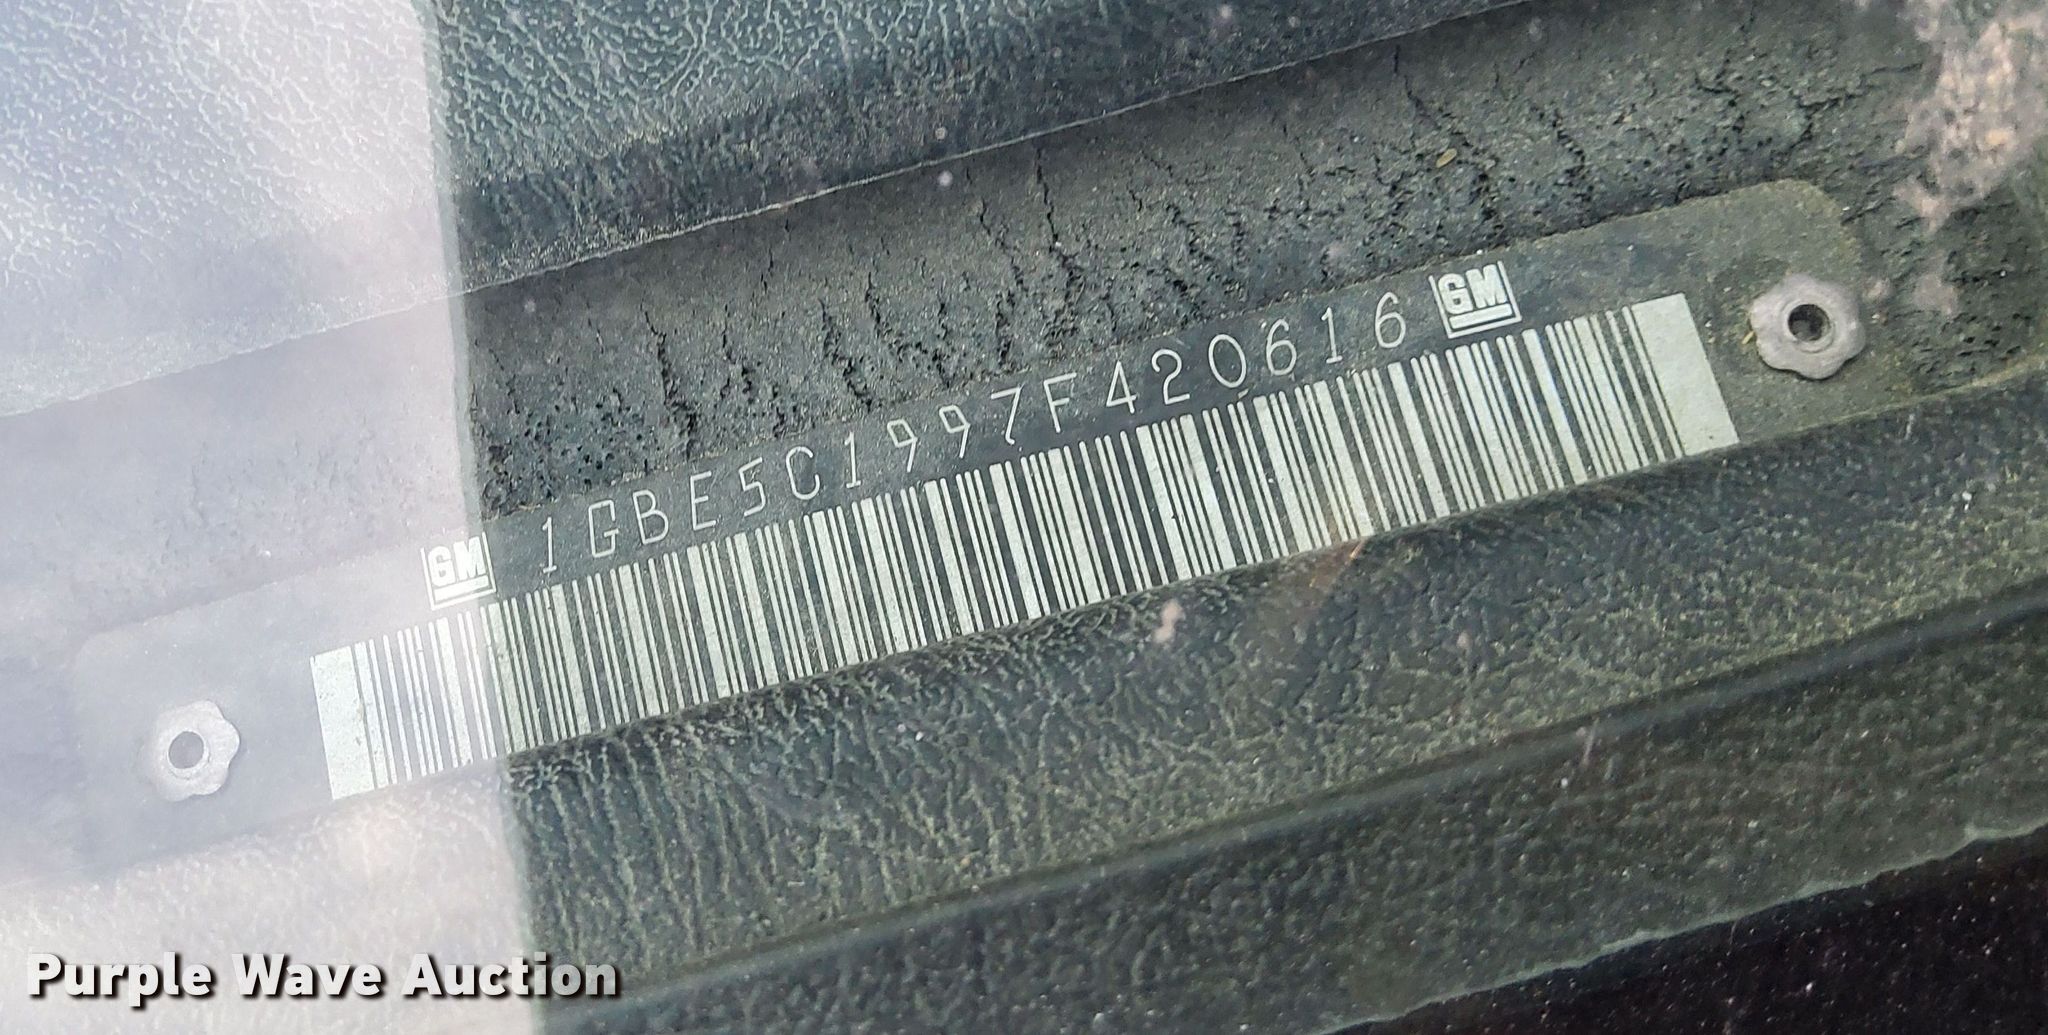 GM 1GBE5C1997F420616 GM
Purple Wave Auction